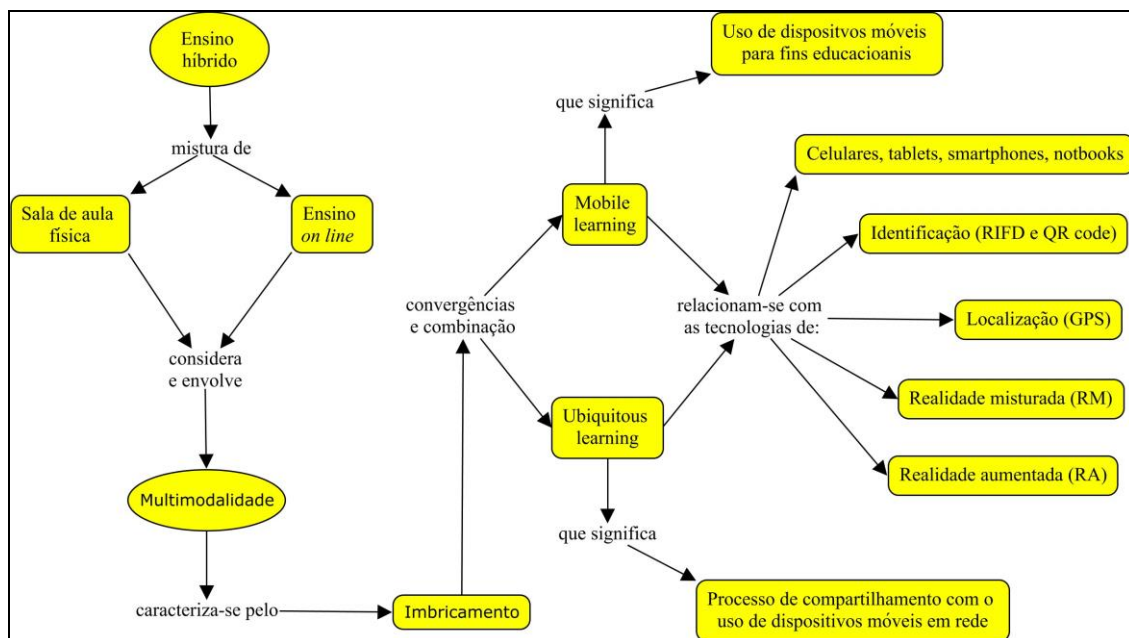 Ensino
híbrido
mistura de
Sala de aula
física
Ensino
on line
considera
e envolve
Multimodalidade
caracteriza-se pelo
Imbricamento
convergências
e combinação
Mobile
learning
que significa
Uso de dispositvos móveis
para fins educacioanis
Ubiquitous
learning
que significa
Processo de compartilhamento com o
uso de dispositivos móveis em rede
relacionam-se com
as tecnologias de:
Celulares, tablets, smartphones, notbooks
Identificação (RIFD e QR code)
Localização (GPS)
Realidade misturada (RM)
Realidade aumentada (RA)